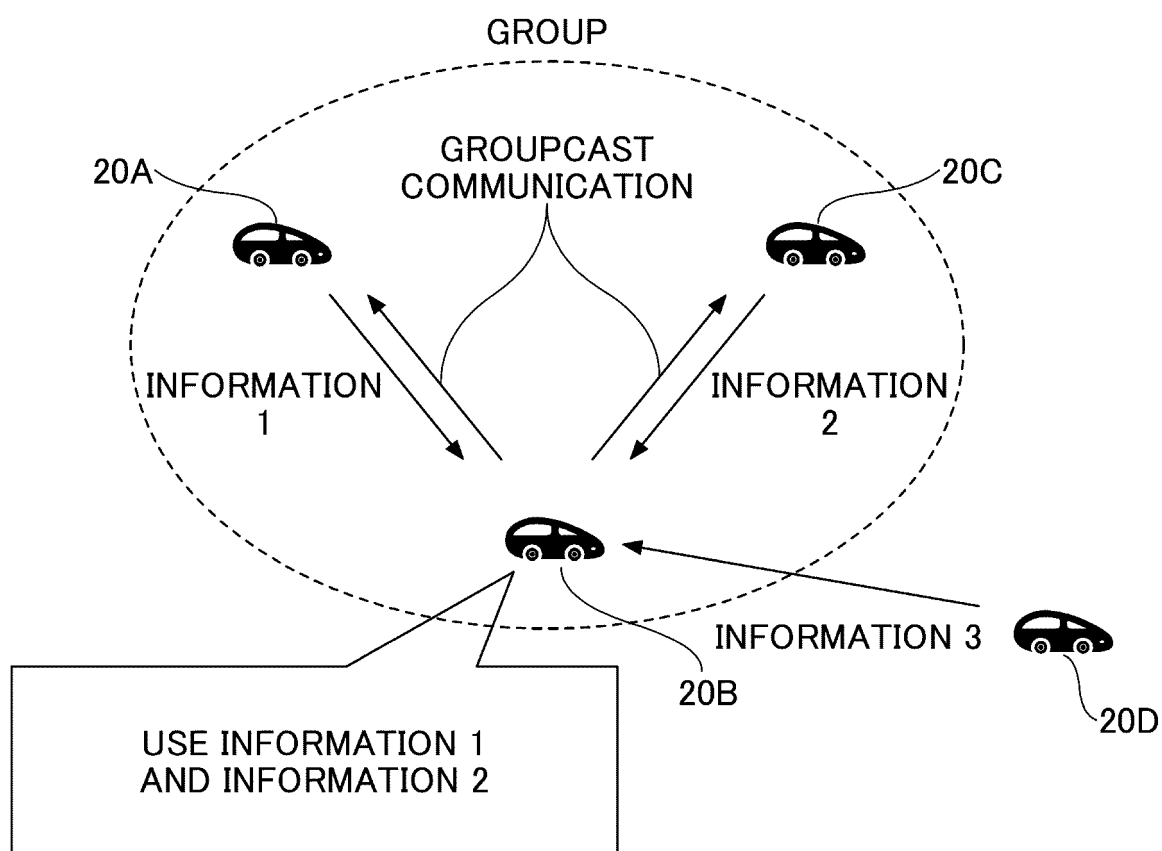 GROUP
GROUPCAST
COMMUNICATION
20A
20C
INFORMATION
1
INFORMATION
2
INFORMATION 3
20B
20D
USE INFORMATION 1
AND INFORMATION 2